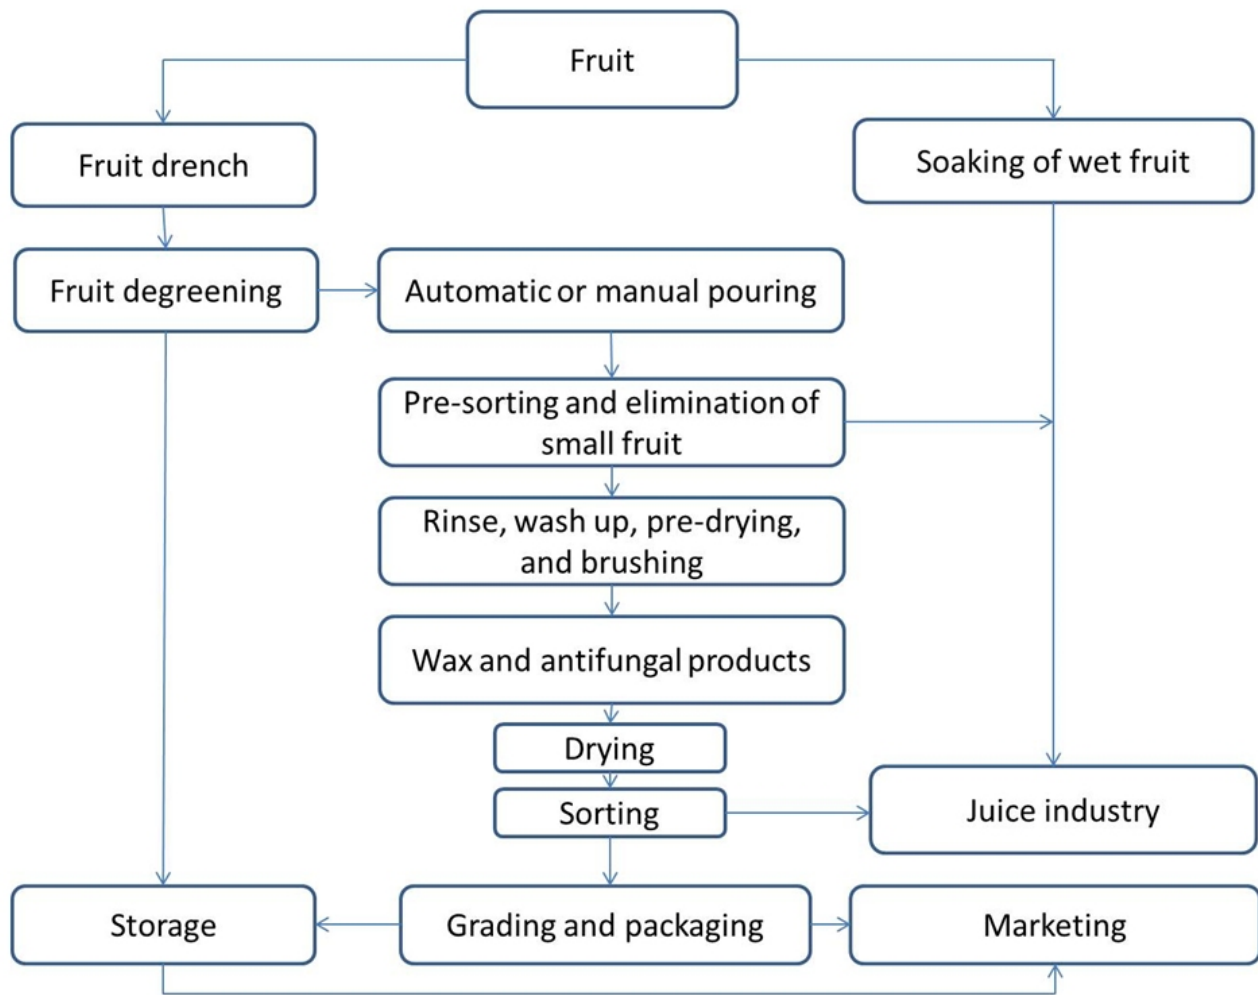 Fruit
Fruit drench
Soaking of wet fruit
Fruit degreening
Automatic or manual pouring
Pre-sorting and elimination of
small fruit
Rinse, wash up, pre-drying,
and brushing
Wax and antifungal products
Drying
Sorting
Juice industry
Storage
Grading and packaging
Marketing